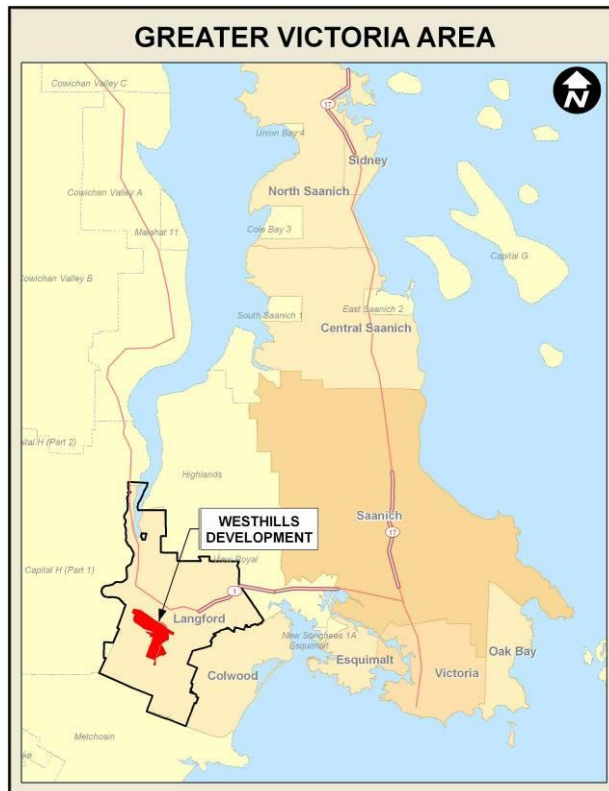 GREATER VICTORIA AREA
Cowichan Valley C
N
17
Union Bay 4
Sidney
North Saanich
Cowichan Valley A
Malahat 11
Cole Bay 3
Capital G
Cowichan Valley B
South Saanich 1
East Saanich 2
Central Saanich
(Part 2)
Highlands
Saanich
WESTHILLS
DEVELOPMENT
17
View Royal
Capital H (Part 1)
1
Langford
New Songhees 1A
Esquimalt
Esquimalt
Oak Bay
Colwood
Victoria
Metchosin